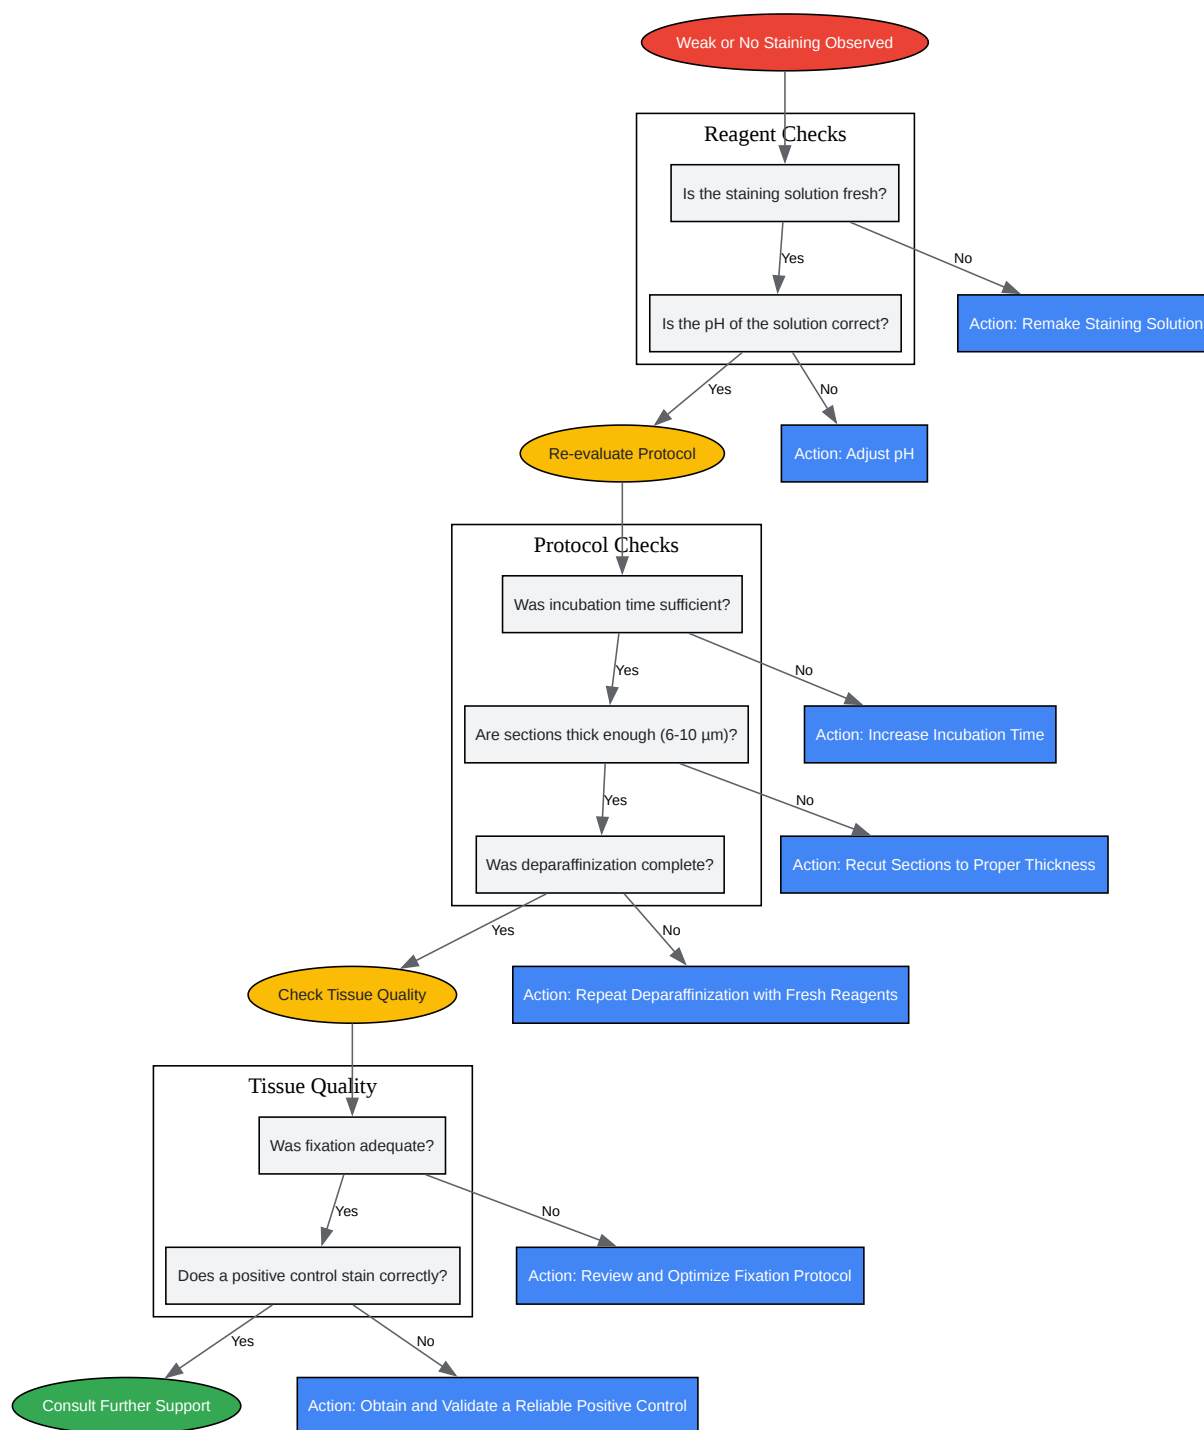 Weak or No Staining Observed
Reagent Checks
Is the staining solution fresh?
Yes
No
Is the pH of the solution correct?
Action: Remake Staining Solution
Yes
No
Re-evaluate Protocol
Action: Adjust pH
Protocol Checks
Was incubation time sufficient?
Yes
No
Are sections thick enough (6-10 µm)?
Action: Increase Incubation Time
Yes
No
Was deparaffinization complete?
Action: Recut Sections to Proper Thickness
Yes
No
Check Tissue Quality
Action: Repeat Deparaffinization with Fresh Reagents
Tissue Quality
Was fixation adequate?
Yes
No
Does a positive control stain correctly?
Action: Review and Optimize Fixation Protocol
Yes
No
Consult Further Support
Action: Obtain and Validate a Reliable Positive Control